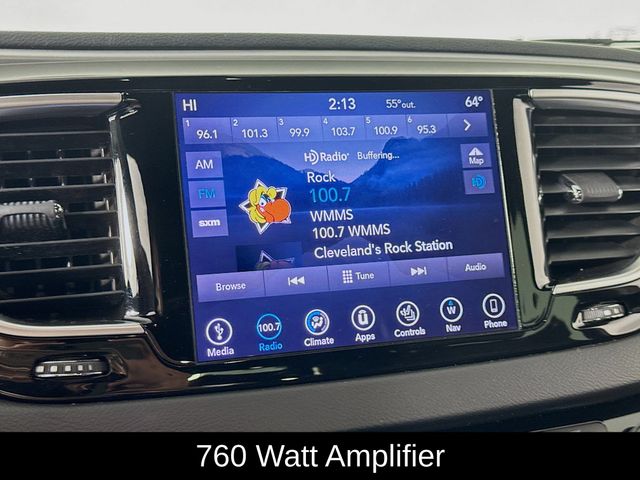 HI 2:13 55° out. 64°
1 96.1 2 101.3 3 99.9 4 103.7 5 100.9 6 95.3
HD Radio Buffering...
AM
Rock
Map
FM
100.7
HD
WMMS
sxm
100.7 WMMS
Cleveland's Rock Station
Browse Tune Audio
100.7 W
Media Radio Climate Apps Controls Nav Phone
760 Watt Amplifier